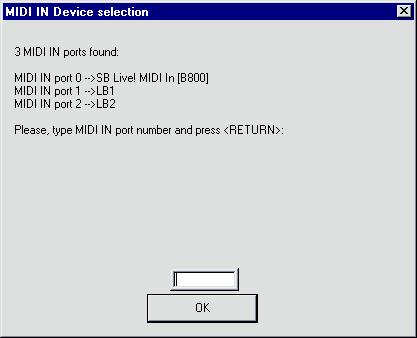 MIDI IN Device selection
3 MIDI IN ports found:
MIDI IN port 0 -->SB Live! MIDI In [B800]
MIDI IN port 1 -->LB1
MIDI IN port 2 -->LB2
Please, type MIDI IN port number and press <RETURN>:
OK